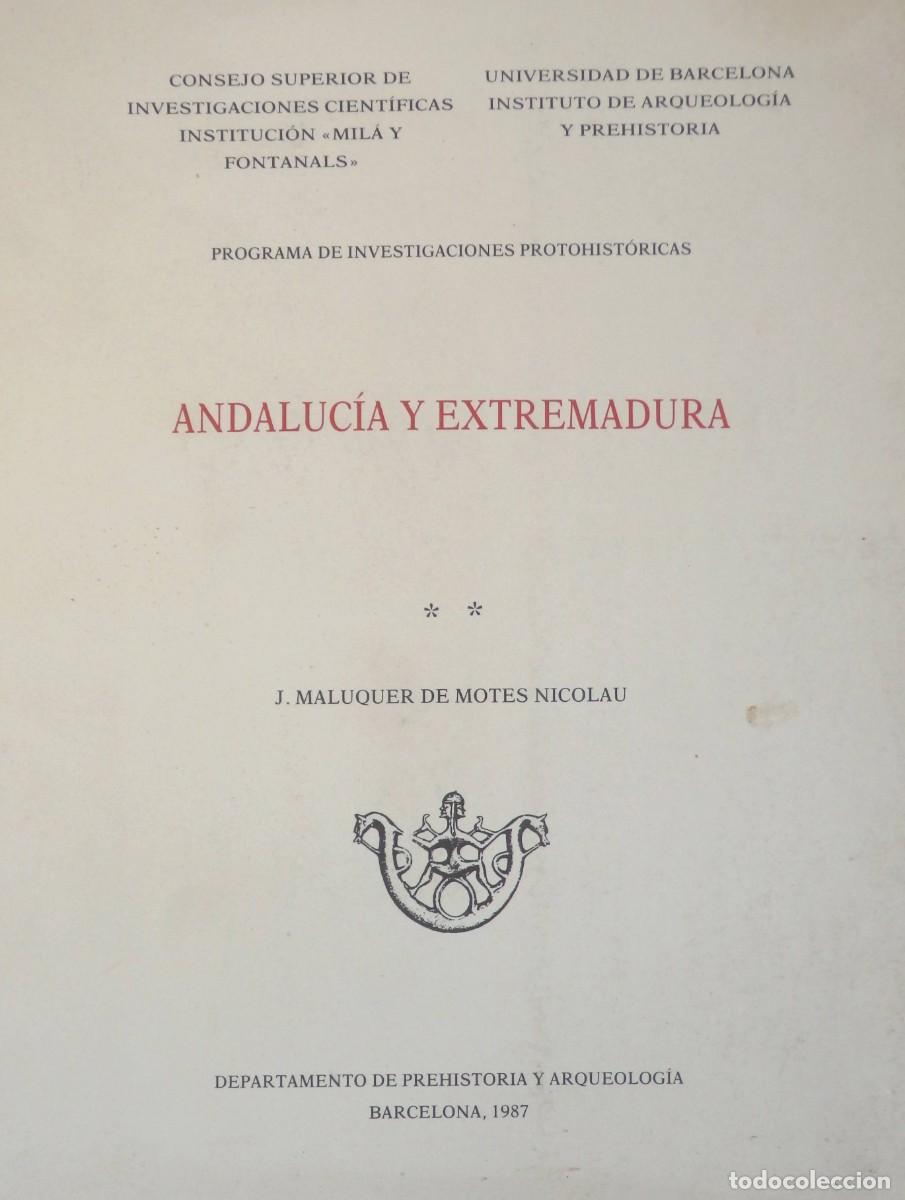 CONSEJO SUPERIOR DE
INVESTIGACIONES CIENTÍFICAS
INSTITUCIÓN «MILÁ Y
FONTANALS»
UNIVERSIDAD DE BARCELONA
INSTITUTO DE ARQUEOLOGÍA
Y PREHISTORIA
PROGRAMA DE INVESTIGACIONES PROTOHISTÓRICAS
ANDALUCÍA Y EXTREMADURA
* *
J. MALUQUER DE MOTES NICOLAU
DEPARTAMENTO DE PREHISTORIA Y ARQUEOLOGÍA
BARCELONA, 1987
todocoleccion